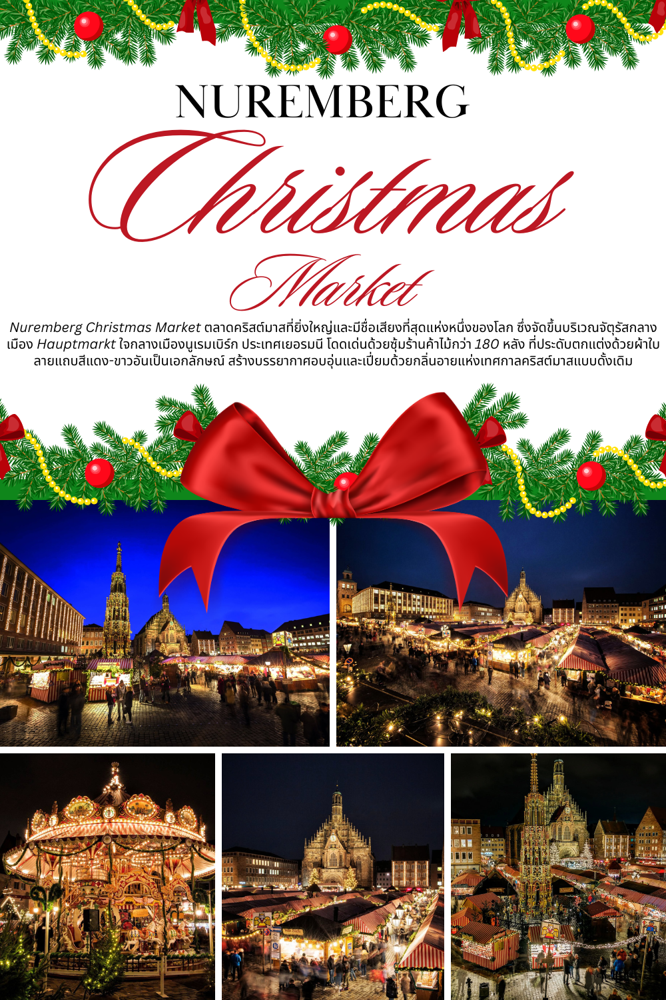 NUREMBERG
Christmas
Market
Nuremberg Christmas Market ตลาดคริสต์มาสที่ยิ่งใหญ่และมีชื่อเสียงที่สุดแห่งหนึ่งของโลก ซึ่งจัดขึ้นบริเวณจัตุรัสกลาง
เมือง Hauptmarkt ใจกลางเมืองนูเรมเบิร์ก ประเทศเยอรมนี โดดเด่นด้วยซุ้มร้านค้าไม้กว่า 180 หลัง ที่ประดับตกแต่งด้วยผ้าใบ
ลายแถบสีแดง-ขาวอันเป็นเอกลักษณ์ สร้างบรรยากาศอบอุ่นและเปี่ยมด้วยกลิ่นอายแห่งเทศกาลคริสต์มาสแบบดั้งเดิม